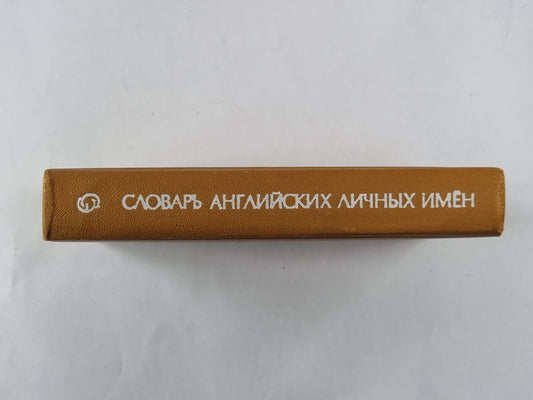 СЛОВАРЬ АНГЛИЙСКИХ ЛИЧНЫХ ИМЁН